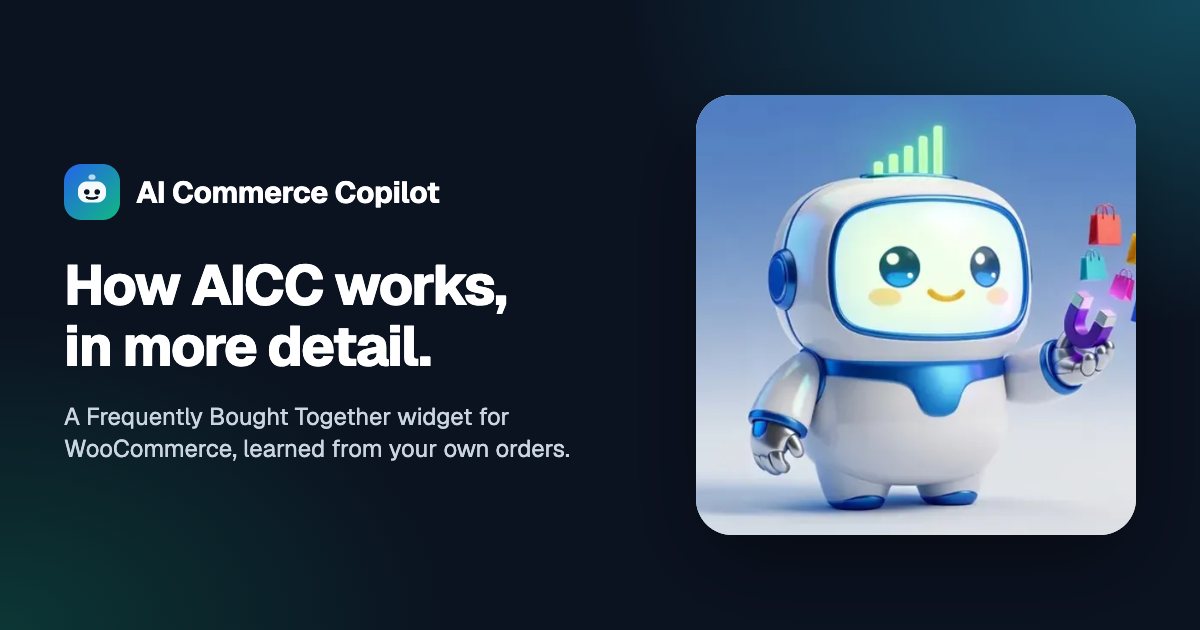 AI Commerce Copilot
How AICC works,
in more detail.
A Frequently Bought Together widget for
WooCommerce, learned from your own orders.